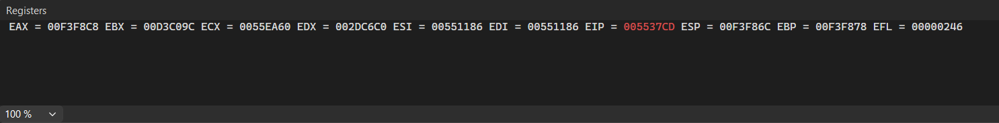 Registers
EAX = 00F3F8C8 EBX = 00D3C09C ECX = 0055EA60 EDX = 002DC6C0 ESI = 00551186 EDI = 00551186 EIP = 005537CD ESP = 00F3F86C EBP = 00F3F878 EFL = 00000246
100 %